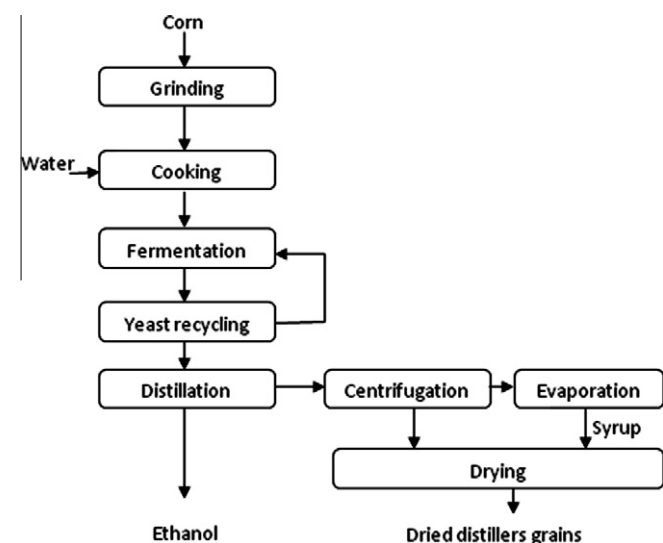 Corn
Grinding
Water
Cooking
Fermentation
Yeast recycling
Distillation
Centrifugation
Evaporation
Syrup
Drying
Ethanol
Dried distillers grains